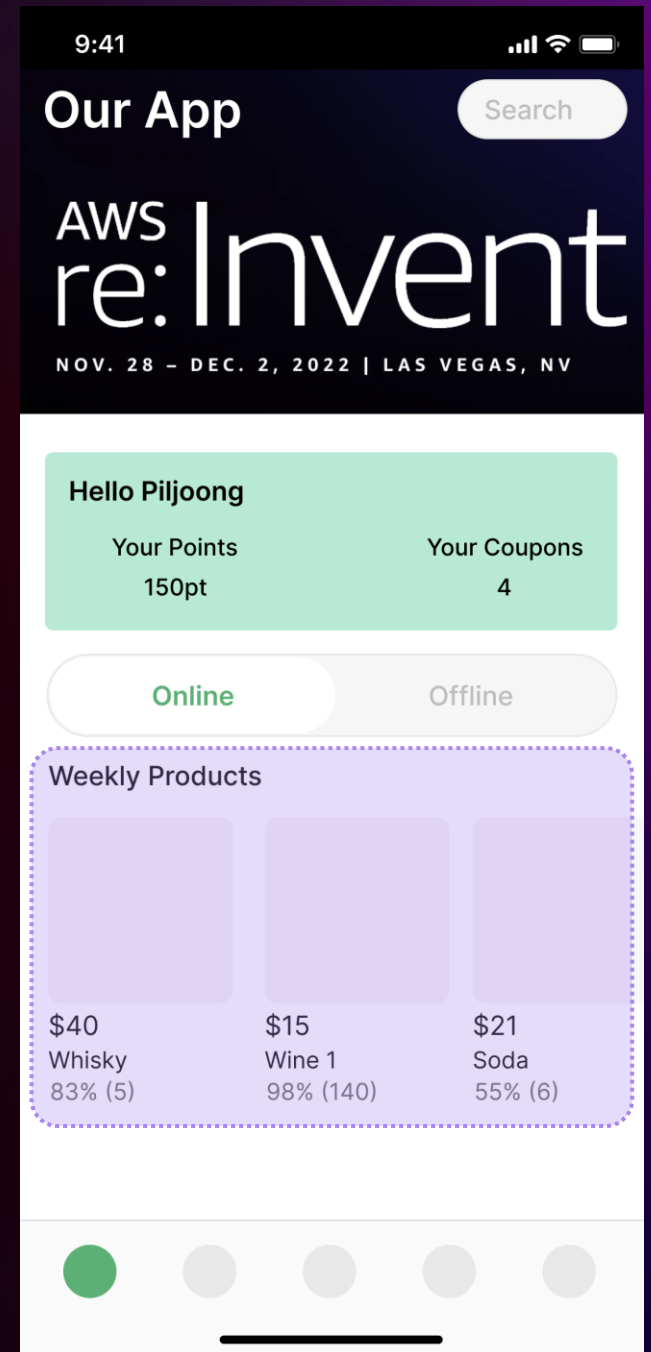 9:41
Our App
Search
AWS
re:Invent
NOV. 28 – DEC. 2, 2022 | LAS VEGAS, NV
Hello Piljoong
Your Points Your Coupons
150pt 4
Online Offline
Weekly Products
$40 $15 $21
Whisky Wine 1 Soda
83% (5) 98% (140) 55% (6)